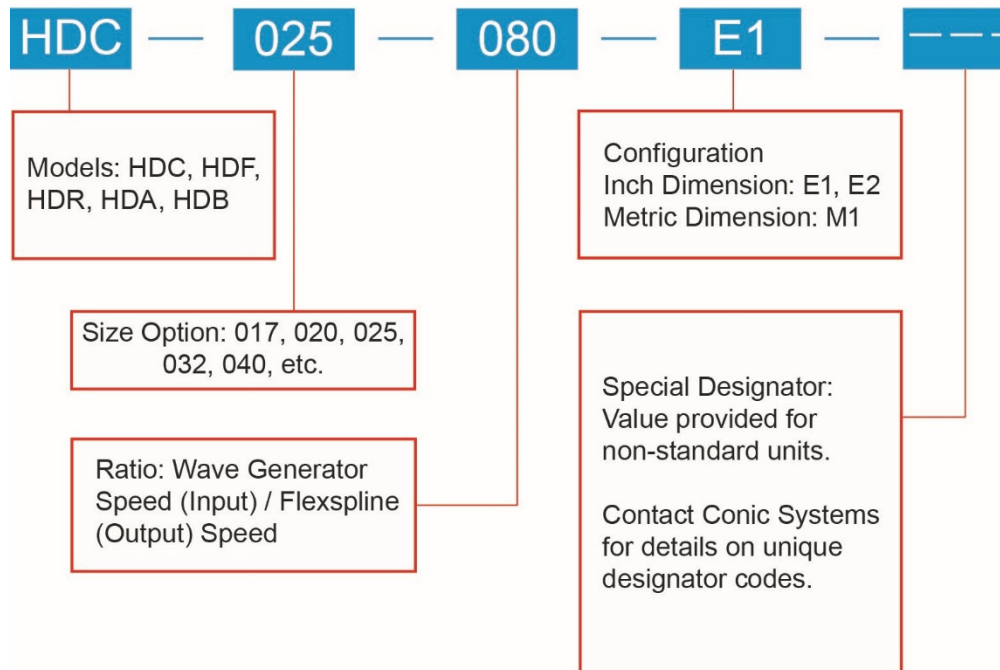 HDC — 025 — 080 — E1 — – – –
Models: HDC, HDF,
HDR, HDA, HDB
Configuration
Inch Dimension: E1, E2
Metric Dimension: M1
Size Option: 017, 020, 025,
032, 040, etc.
Ratio: Wave Generator
Speed (Input) / Flexspline
(Output) Speed
Special Designator:
Value provided for
non-standard units.
Contact Conic Systems
for details on unique
designator codes.